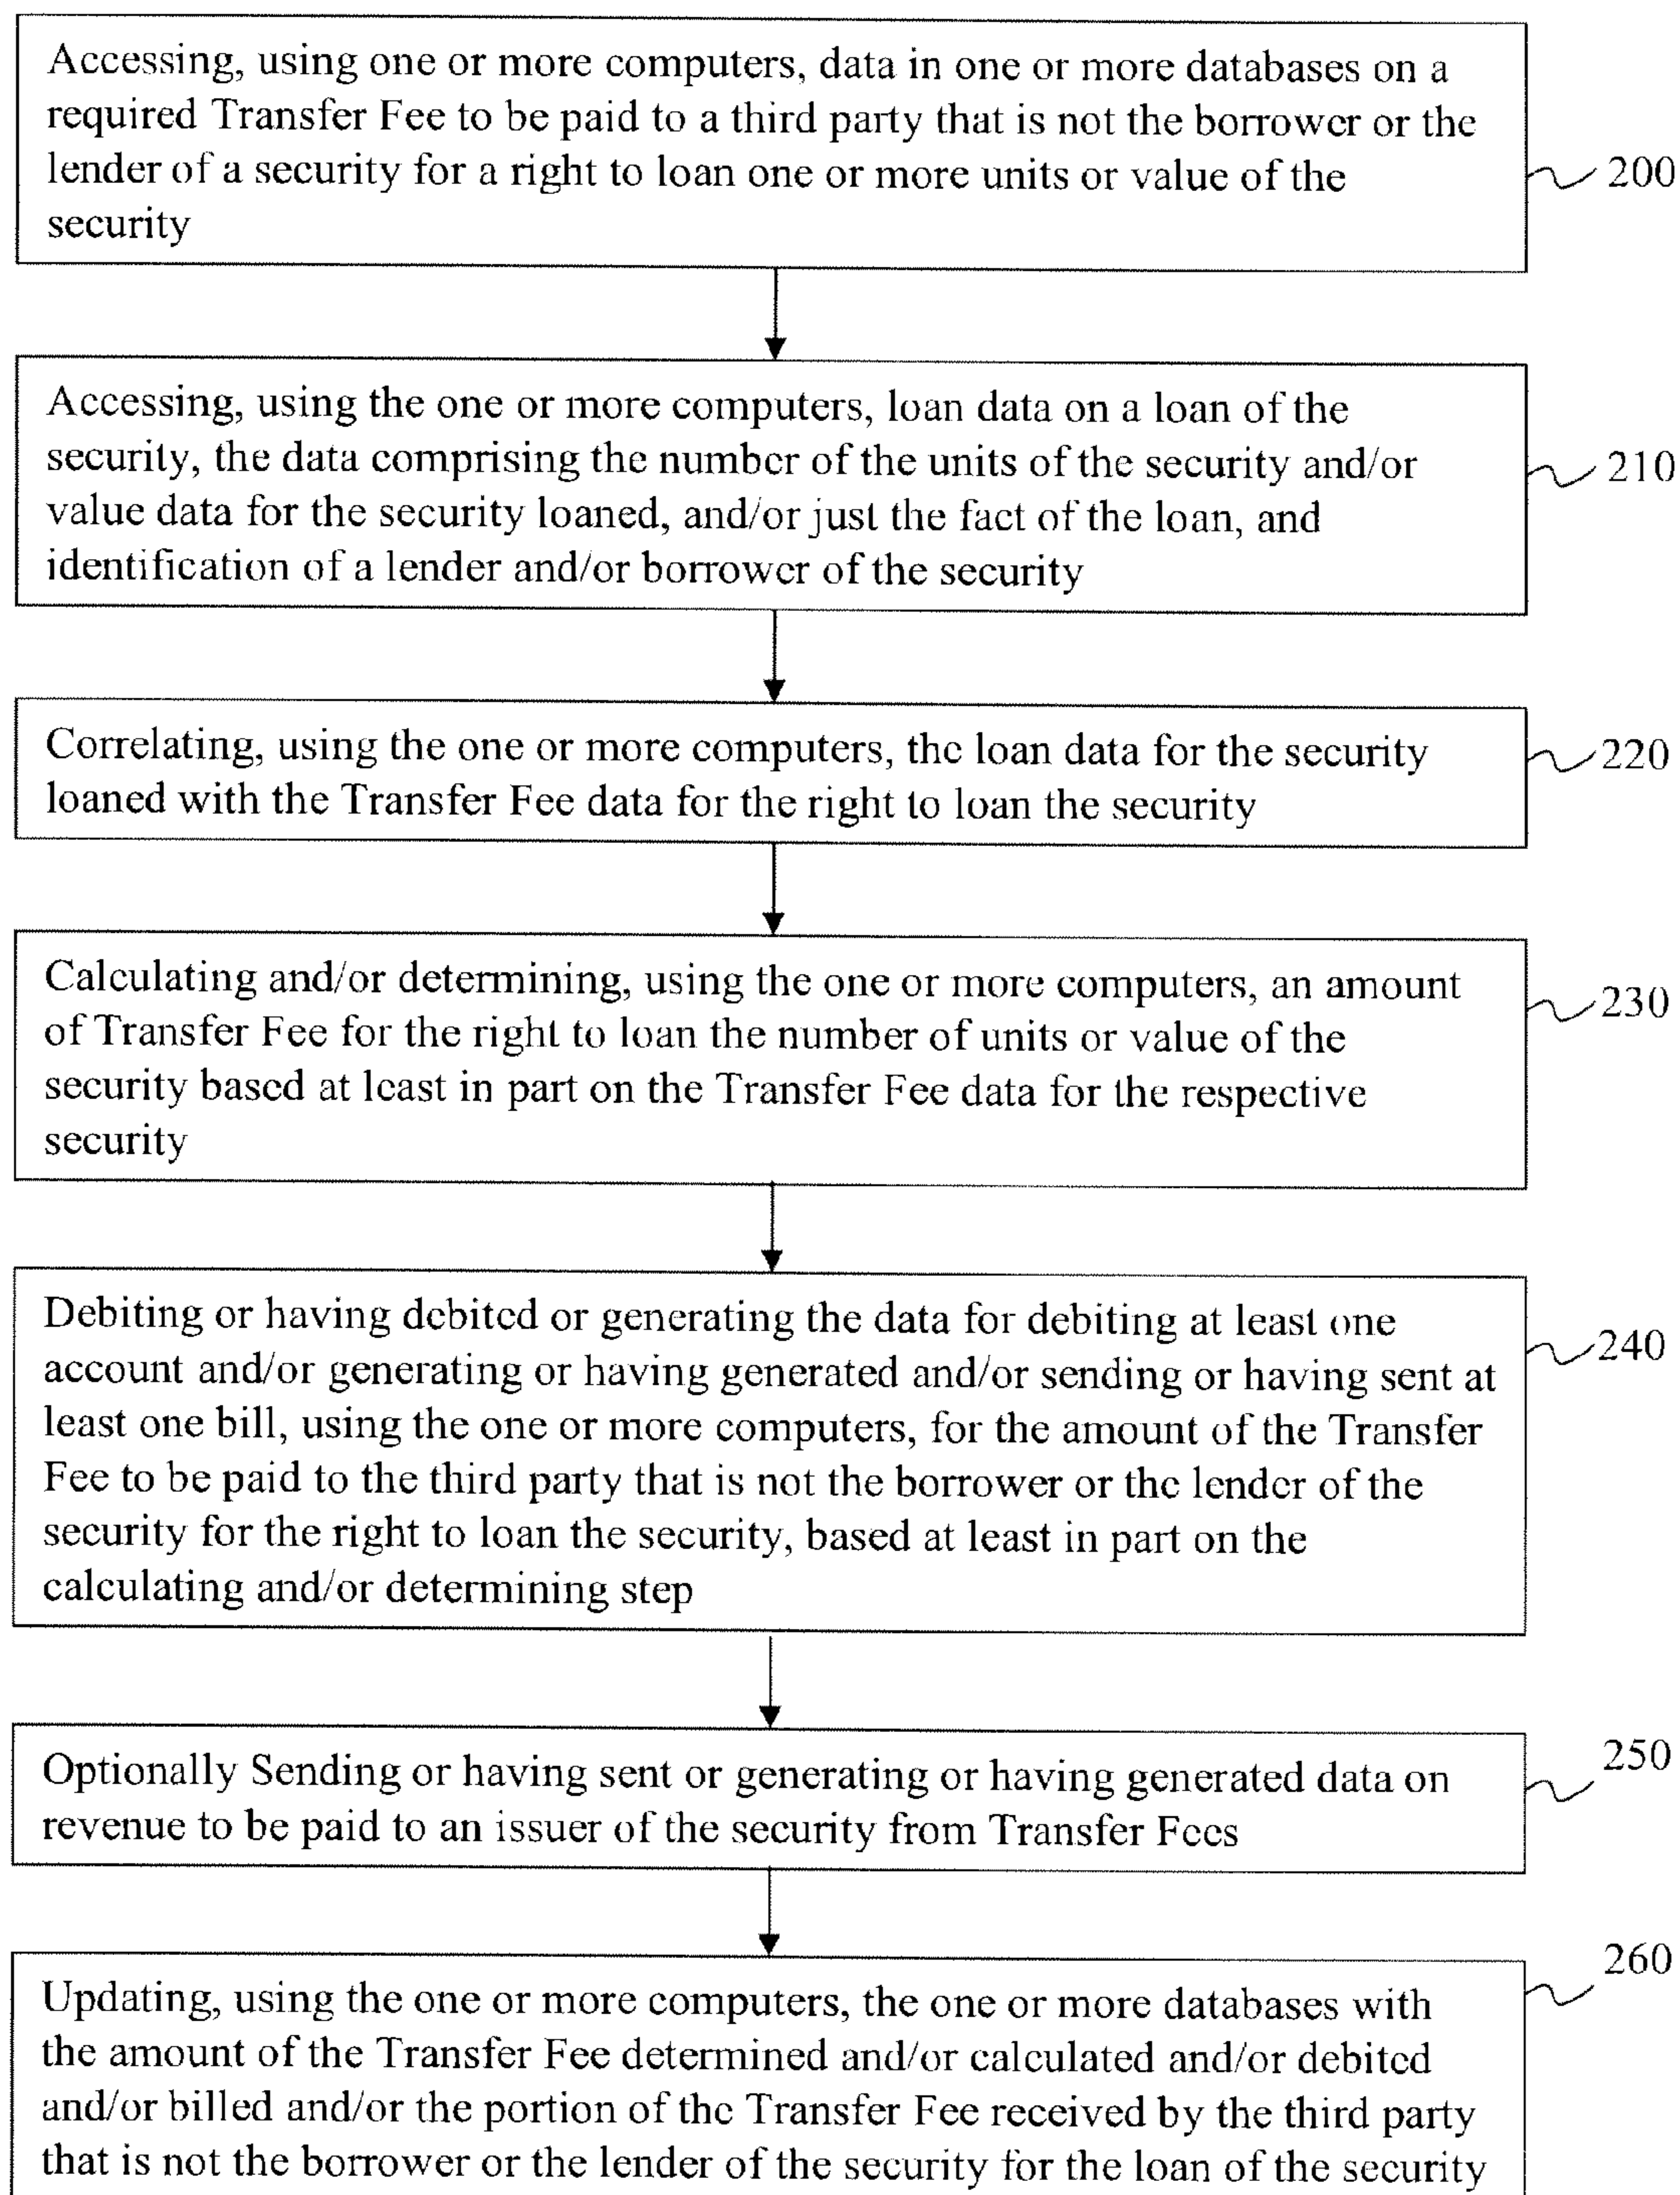 Accessing, using one or more computers, data in one or more databases on a
required Transfer Fee to be paid to a third party that is not the borrower or the
lender of a security for a right to loan one or more units or value of the
security
200
Accessing, using the one or more computers, loan data on a loan of the
security, the data comprising the number of the units of the security and/or
value data for the security loaned, and/or just the fact of the loan, and
identification of a lender and/or borrower of the security
210
Correlating, using the one or more computers, the loan data for the security
loaned with the Transfer Fee data for the right to loan the security
220
Calculating and/or determining, using the one or more computers, an amount
of Transfer Fee for the right to loan the number of units or value of the
security based at least in part on the Transfer Fee data for the respective
security
230
Debiting or having debited or generating the data for debiting at least one
account and/or generating or having generated and/or sending or having sent at
least one bill, using the one or more computers, for the amount of the Transfer
Fee to be paid to the third party that is not the borrower or the lender of the
security for the right to loan the security, based at least in part on the
calculating and/or determining step
240
Optionally Sending or having sent or generating or having generated data on
revenue to be paid to an issuer of the security from Transfer Fees
250
Updating, using the one or more computers, the one or more databases with
the amount of the Transfer Fee determined and/or calculated and/or debited
and/or billed and/or the portion of the Transfer Fee received by the third party
that is not the borrower or the lender of the security for the loan of the security
260